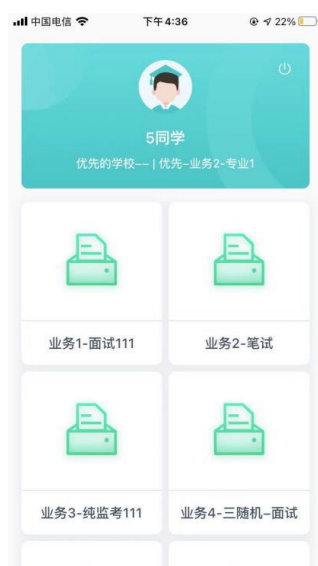 中国电信 下午4:36 22%
5同学
优先的学校-- | 优先-业务2-专业1
业务1-面试111 业务2-笔试
业务3-纯监考111 业务4-三随机-面试